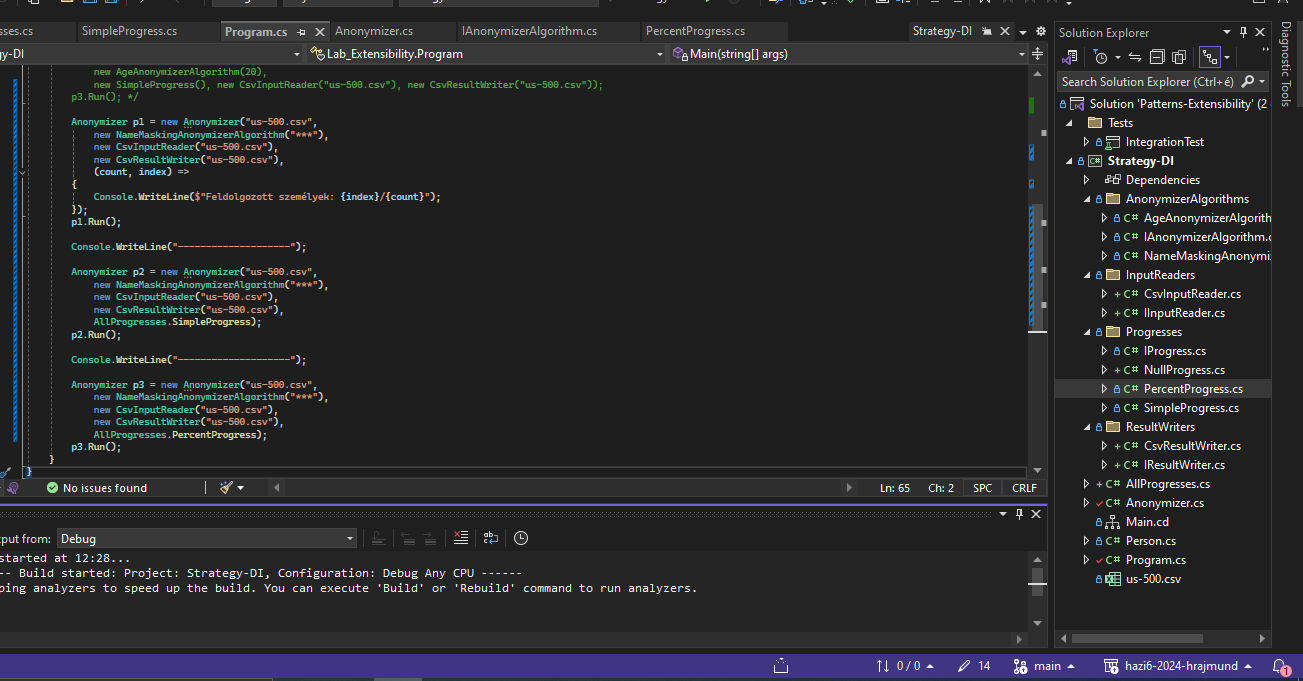 ses.cs
SimpleProgress.cs
Program.cs
Anonymizer.cs
IAnonymizerAlgorithm.cs
PercentProgress.cs
Strategy-DI
gy-DI
Lab_Extensibility.Program
Main(string[] args)
new AgeAnonymizerAlgorithm(20),
new SimpleProgress(), new CsvInputReader("us-500.csv"), new CsvResultWriter("us-500.csv"));
p3.Run(); */
Anonymizer p1 = new Anonymizer("us-500.csv",
new NameMaskingAnonymizerAlgorithm("***"),
new CsvInputReader("us-500.csv"),
new CsvResultWriter("us-500.csv"),
(count, index) =>
{
Console.WriteLine($"Feldolgozott személyek: {index}/{count}");
});
p1.Run();
Console.WriteLine("--------------------");
Anonymizer p2 = new Anonymizer("us-500.csv",
new NameMaskingAnonymizerAlgorithm("***"),
new CsvInputReader("us-500.csv"),
new CsvResultWriter("us-500.csv"),
AllProgresses.SimpleProgress);
p2.Run();
Console.WriteLine("--------------------");
Anonymizer p3 = new Anonymizer("us-500.csv",
new NameMaskingAnonymizerAlgorithm("***"),
new CsvInputReader("us-500.csv"),
new CsvResultWriter("us-500.csv"),
AllProgresses.PercentProgress);
p3.Run();
}
}
No issues found
Ln: 65
Ch: 2
SPC
CRLF
put from:
Debug
started at 12:28...
-- Build started: Project: Strategy-DI, Configuration: Debug Any CPU ------
ping analyzers to speed up the build. You can execute 'Build' or 'Rebuild' command to run analyzers.
Solution Explorer
Search Solution Explorer (Ctrl+é)
Solution 'Patterns-Extensibility' (2
Tests
IntegrationTest
C# Strategy-DI
Dependencies
AnonymizerAlgorithms
C# AgeAnonymizerAlgorith
C# IAnonymizerAlgorithm.c
C# NameMaskingAnonymi
InputReaders
+ C# CsvInputReader.cs
+ C# IInputReader.cs
Progresses
C# IProgress.cs
+ C# NullProgress.cs
C# PercentProgress.cs
C# SimpleProgress.cs
ResultWriters
+ C# CsvResultWriter.cs
+ C# IResultWriter.cs
+ C# AllProgresses.cs
C# Anonymizer.cs
Main.cd
C# Person.cs
C# Program.cs
us-500.csv
Diagnostic Tools
0 / 0
14
main
hazi6-2024-hrajmund
1